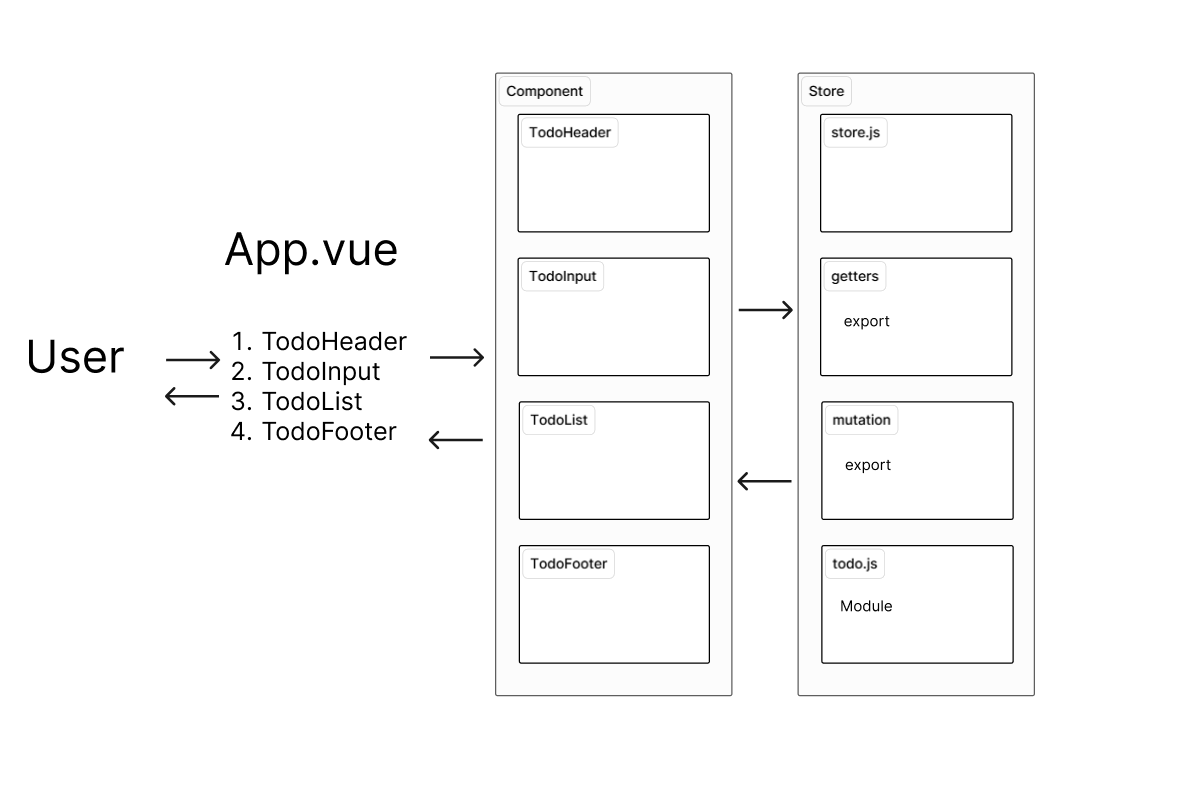 User
App.vue
1. TodoHeader
2. TodoInput
3. TodoList
4. TodoFooter
Component
TodoHeader
TodoInput
TodoList
TodoFooter
Store
store.js
getters
export
mutation
export
todo.js
Module